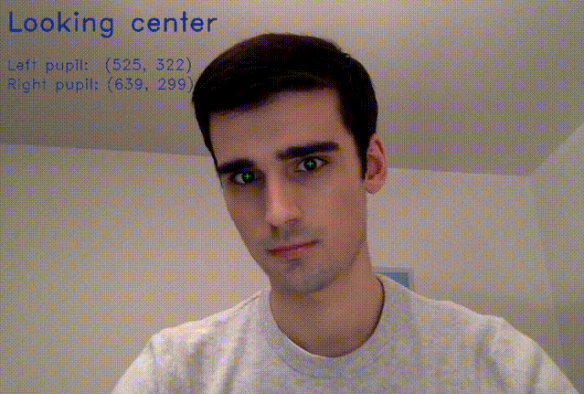 Looking center
Left pupil: (525, 322)
Right pupil: (639, 299)